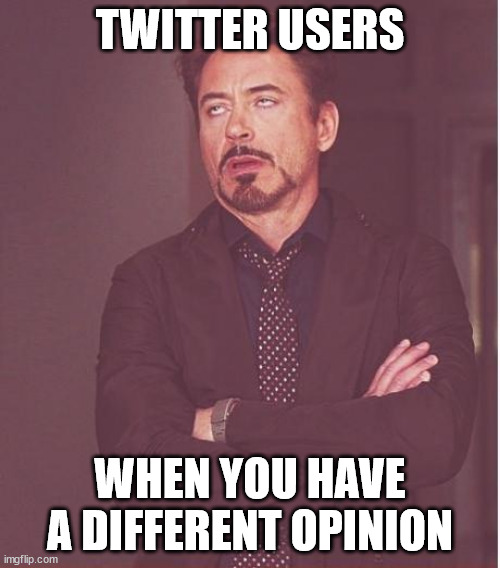 TWITTER USERS
WHEN YOU HAVE
A DIFFERENT OPINION
imgflip.com